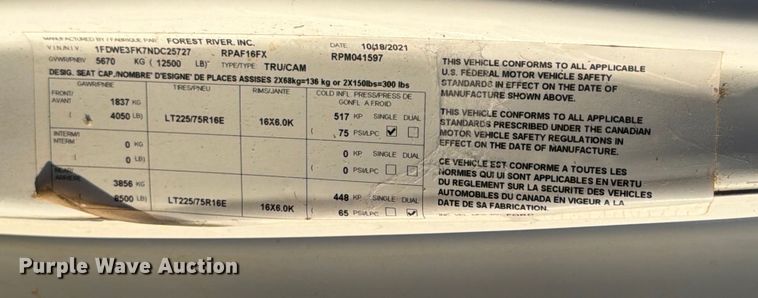 MANUFACTURED BY / FABRIQUE PAR FOREST RIVER, INC. DATE: 10/18/2021
V.I.N./N.I.V. 1FDWE3FK7NDC25727 RPAF16FX RPM041597
GVWR/PNBV 5670 KG ( 12500 LB) TYPE/TYPE: TRU/CAM
DESIG. SEAT CAP./NOMBRE D'ESIGNE' DE PLACES ASSISES 2X68kg=136 kg or 2X150lbs=300 lbs
GAWR/PNBE TIRES/PNEU RIMS/JANTE COLD INFL PRESS/PRESS DE
FRONT/ GONFL A FROID
AVANT 1837 KG 517 KP SINGLE DUAL
( 4050 LB) LT225/75R16E 16X6.0K ( 75 PSI/LPC
INTERM/
INTERM 0 KG 0 KP SINGLE DUAL
( 0 LB) ( 0 PSI/LPC
REAR/
ARRIERE 3856 KG 448 KP SINGLE DUAL
8500 LB) LT225/75R16E 16X6.0K ( 65 PSI/LPC
THIS VEHICLE CONFORMS TO ALL APPLICABLE
U.S. FEDERAL MOTOR VEHICLE SAFETY
STANDARDS IN EFFECT ON THE DATE OF
MANUFACTURE SHOWN ABOVE.
THIS VEHICLE CONFORMS TO ALL APPLICABLE
STANDARDS PRESCRIBED UNDER THE CANADIAN
MOTOR VEHICLE SAFETY REGULATIONS IN
EFFECT ON THE DATE OF MANUFACTURE.
CE VEHICLE EST CONFORME A TOUTES LES
NORMES QUI LUI SONT APPLICABLES EN VERTU
DU REGLEMENT SUR LA SECURITE DES VEHICLES
AUTOMOBILES DU CANADA EN VIGEUR A LA
DATE DE SA FABRICATION.
Purple Wave Auction